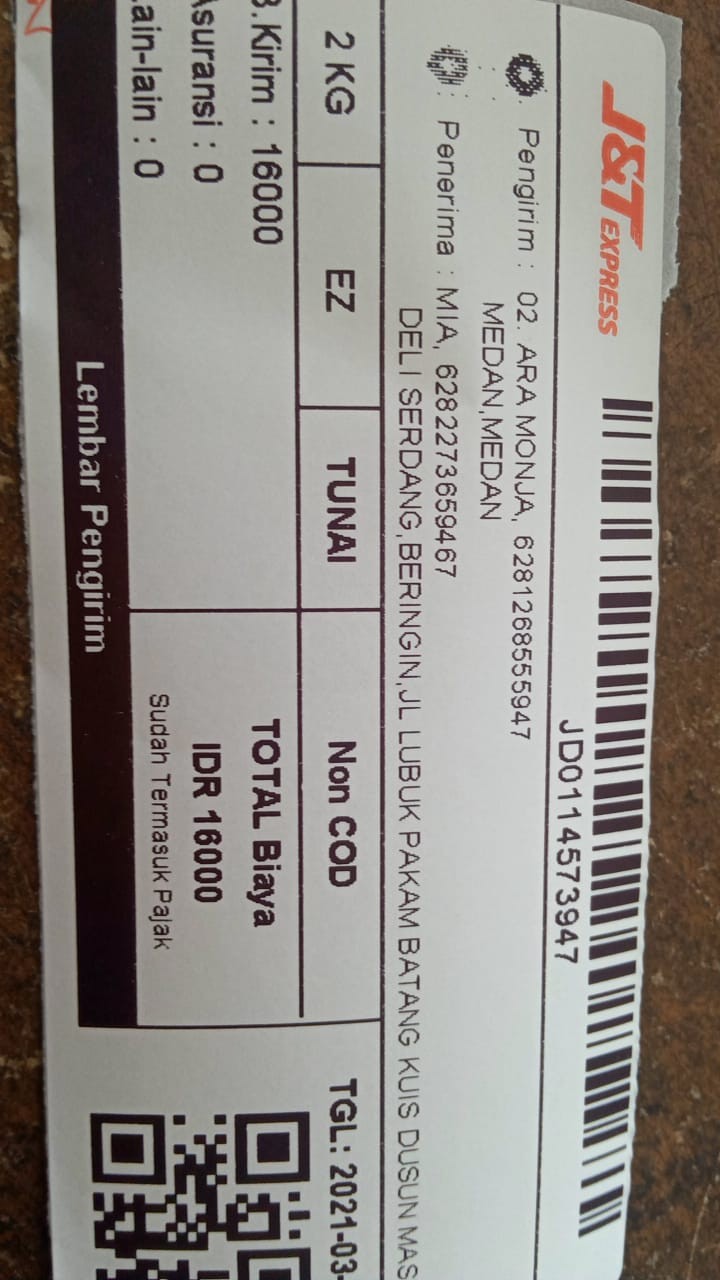 J&T EXPRESS
JD0114573947
Pengirim : 02. ARA MONJA, 6281268555947
MEDAN,MEDAN
Penerima : MIA, 6282273659467
DELI SERDANG,BERINGIN,JL LUBUK PAKAM BATANG KUIS DUSUN MAS
2 KG EZ TUNAI Non COD TGL: 2021-03-
B.Kirim : 16000 TOTAL Biaya
Asuransi : 0 IDR 16000
Lain-lain : 0 Sudah Termasuk Pajak
Lembar Pengirim